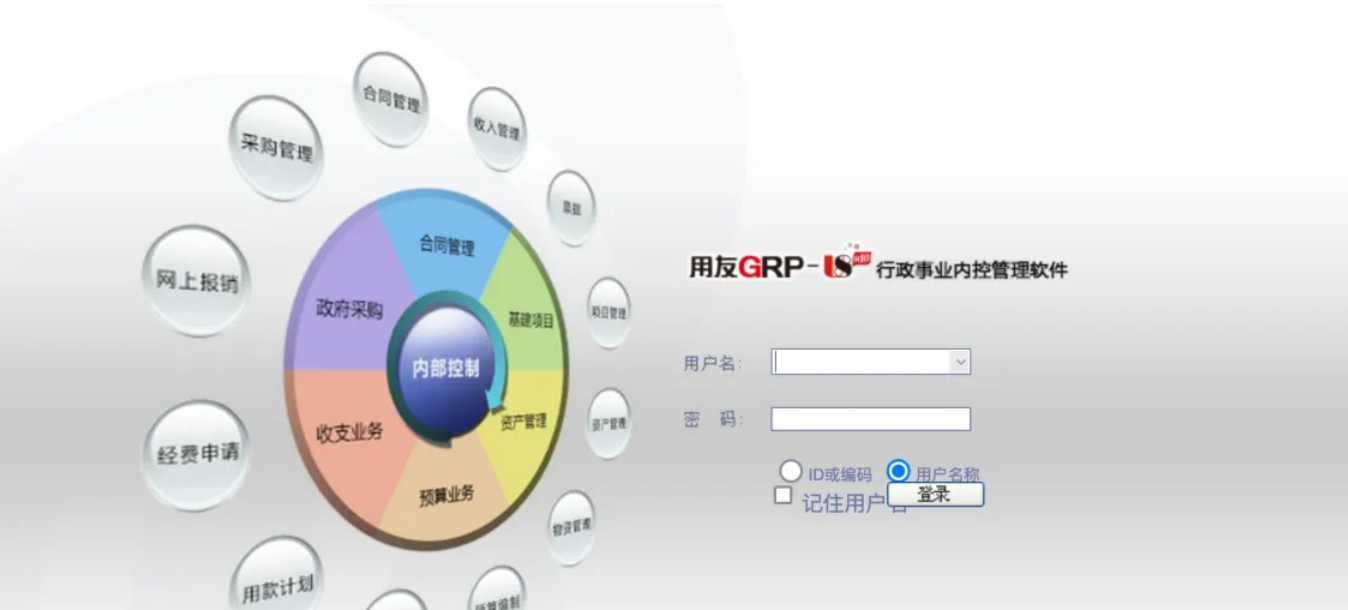 合同管理
收入管理
采购管理
票据
网上报销
合同管理
政府采购
基建项目
项目管理
内部控制
收支业务
资产管理
资产管理
经费申请
预算业务
物资管理
用款计划
预算编制
用友GRP-U8 R10 行政事业内控管理软件
用户名:
密 码:
ID或编码 用户名称
记住用户名
登录